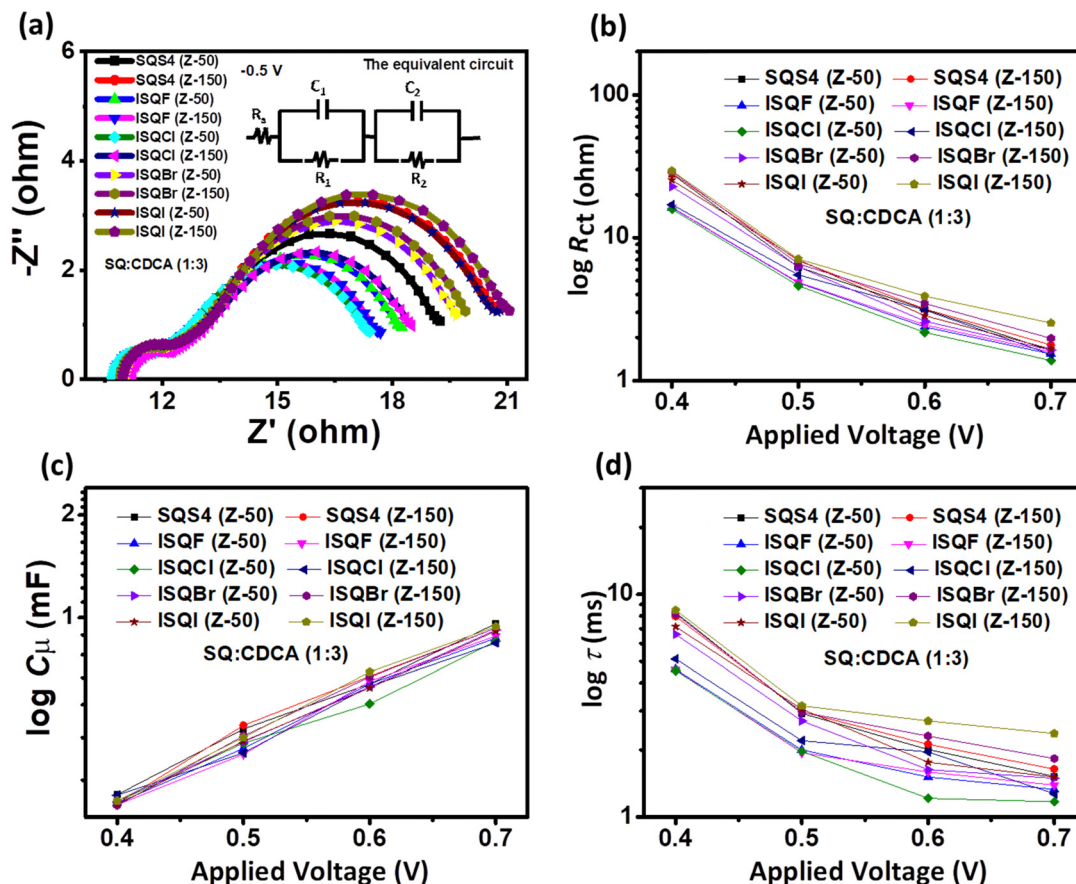 (a)
6
4
2
0
-Z'' (ohm)
SQS4 (Z-50)
SQS4 (Z-150)
ISQF (Z-50)
ISQF (Z-150)
ISQCl (Z-50)
ISQCl (Z-150)
ISQBr (Z-50)
ISQBr (Z-150)
ISQI (Z-50)
ISQI (Z-150)
SQ:CDCA (1:3)
-0.5 V
The equivalent circuit
C1
C2
Rs
R1
R2
12 15 18 21
Z' (ohm)
(b)
100
10
1
log Rct (ohm)
SQS4 (Z-50) SQS4 (Z-150)
ISQF (Z-50) ISQF (Z-150)
ISQCl (Z-50) ISQCl (Z-150)
ISQBr (Z-50) ISQBr (Z-150)
ISQI (Z-50) ISQI (Z-150)
SQ:CDCA (1:3)
0.4 0.5 0.6 0.7
Applied Voltage (V)
(c)
2
1
log Cμ (mF)
SQS4 (Z-50) SQS4 (Z-150)
ISQF (Z-50) ISQF (Z-150)
ISQCl (Z-50) ISQCl (Z-150)
ISQBr (Z-50) ISQBr (Z-150)
ISQI (Z-50) ISQI (Z-150)
SQ:CDCA (1:3)
0.4 0.5 0.6 0.7
Applied Voltage (V)
(d)
10
1
log τ (ms)
SQS4 (Z-50) SQS4 (Z-150)
ISQF (Z-50) ISQF (Z-150)
ISQCl (Z-50) ISQCl (Z-150)
ISQBr (Z-50) ISQBr (Z-150)
ISQI (Z-50) ISQI (Z-150)
SQ:CDCA (1:3)
0.4 0.5 0.6 0.7
Applied Voltage (V)